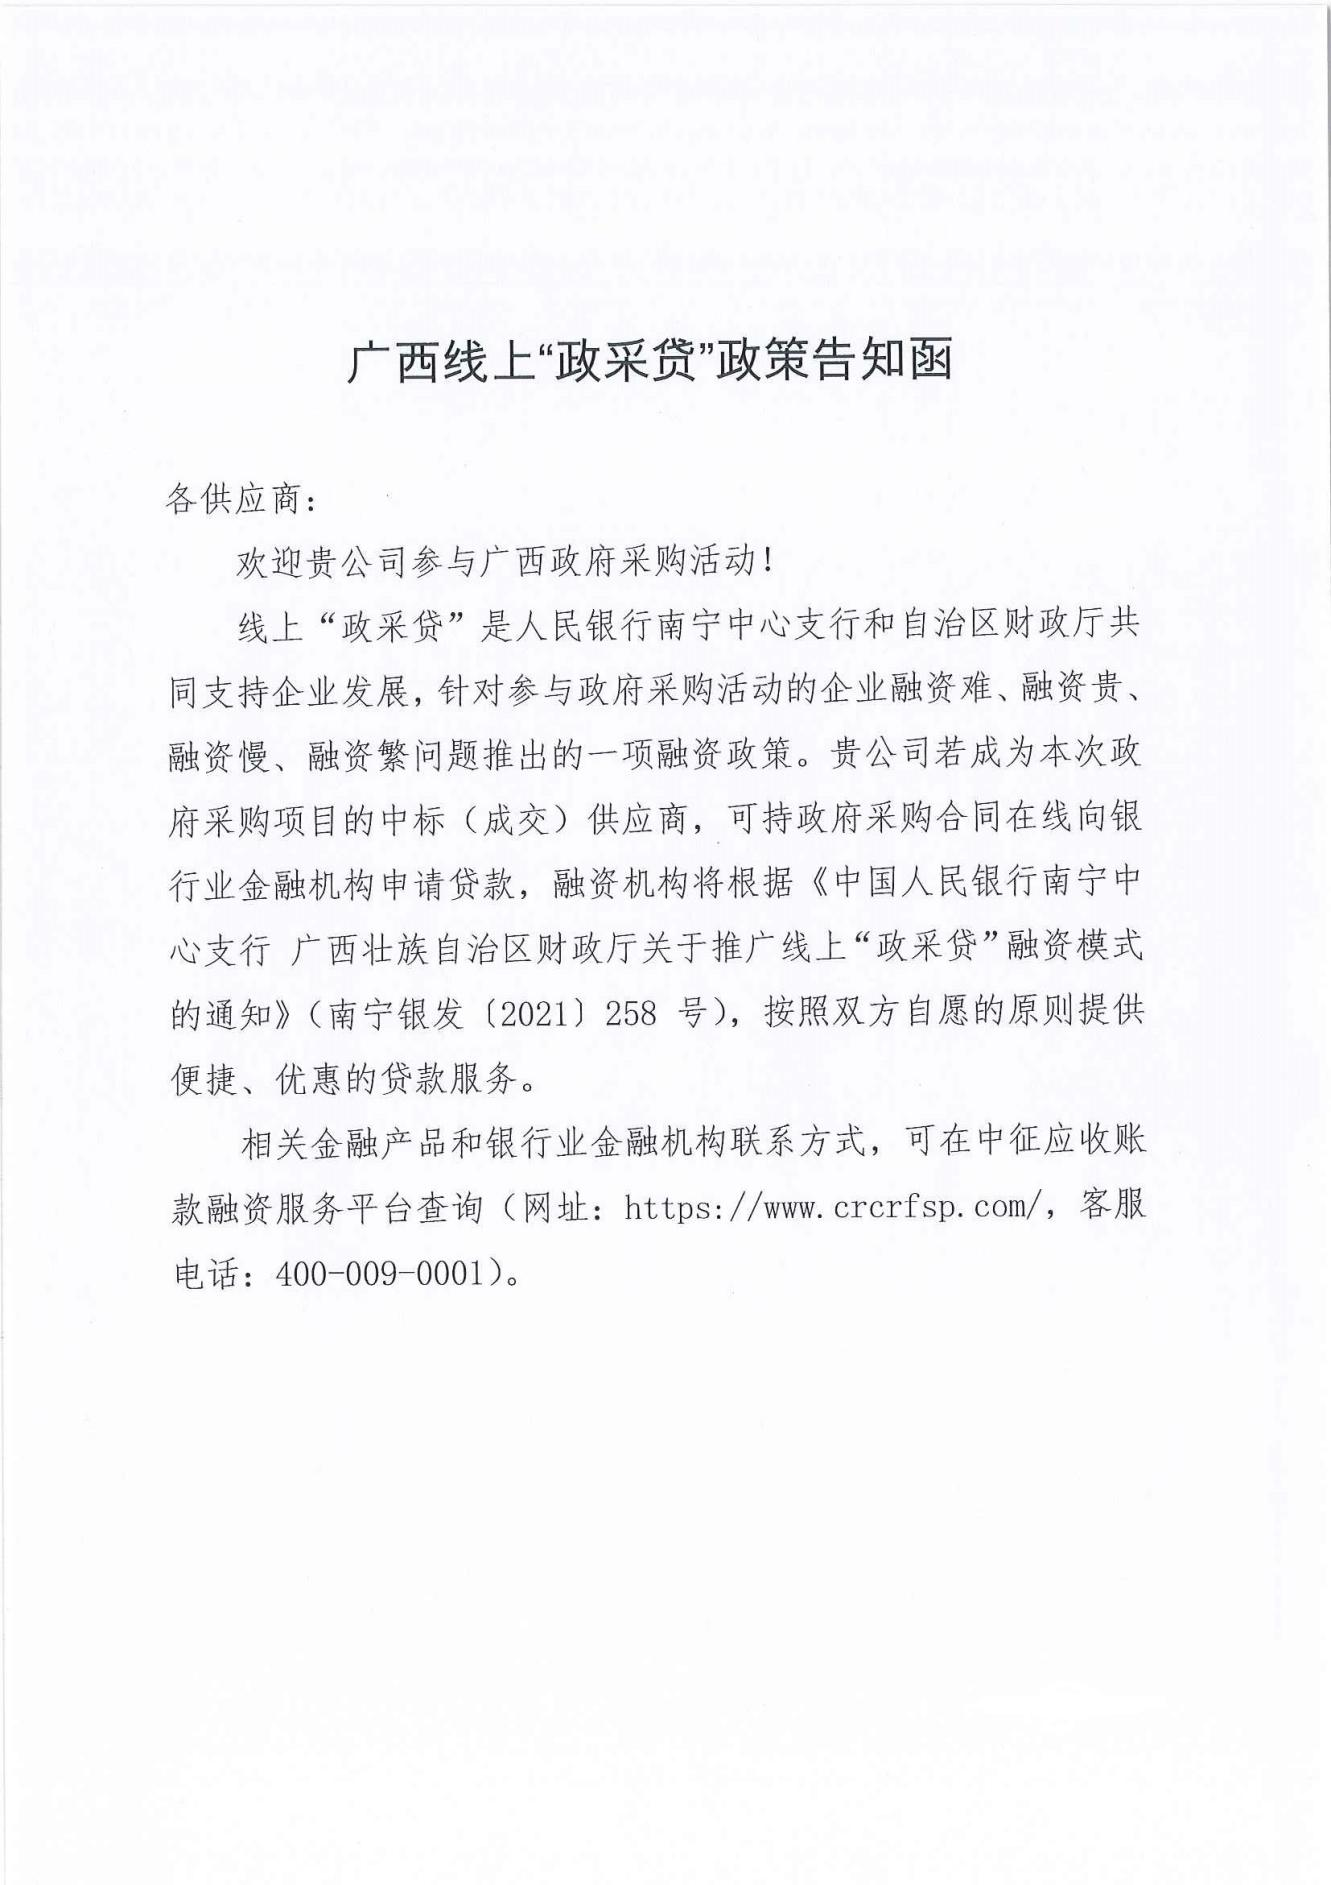 广西线上“政采贷”政策告知函
各供应商：
欢迎贵公司参与广西政府采购活动！
线上“政采贷”是人民银行南宁中心支行和自治区财政厅共
同支持企业发展，针对参与政府采购活动的企业融资难、融资贵、
融资慢、融资繁问题推出的一项融资政策。贵公司若成为本次政
府采购项目的中标（成交）供应商，可持政府采购合同在线向银
行业金融机构申请贷款，融资机构将根据《中国人民银行南宁中
心支行 广西壮族自治区财政厅关于推广线上“政采贷”融资模式
的通知》（南宁银发〔2021〕258 号），按照双方自愿的原则提供
便捷、优惠的贷款服务。
相关金融产品和银行业金融机构联系方式，可在中征应收账
款融资服务平台查询（网址：https://www.crcrfsp.com/，客服
电话：400-009-0001）。